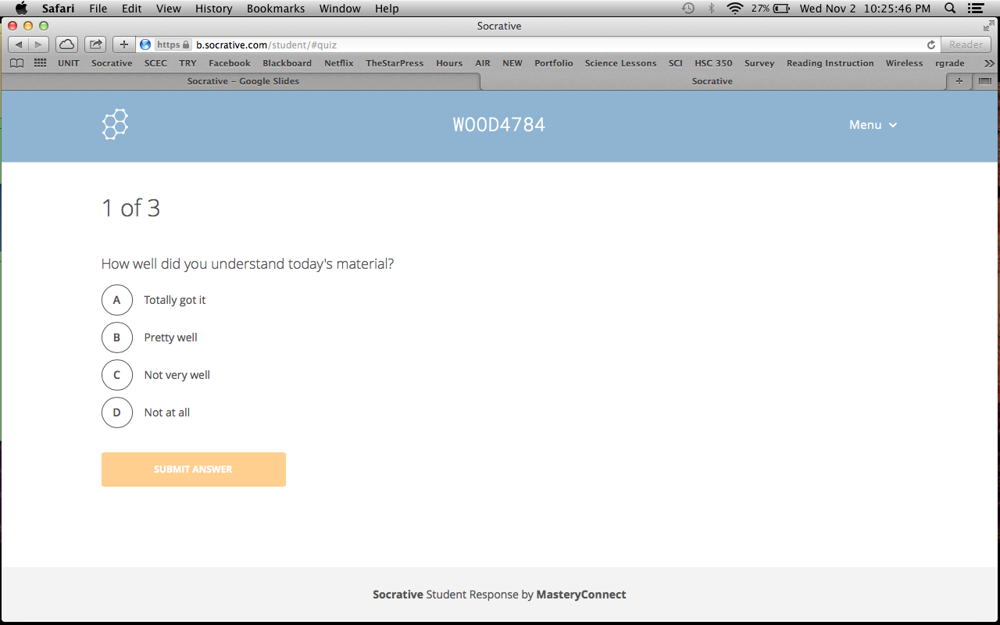 Safari File Edit View History Bookmarks Window Help 27% Wed Nov 2 10:25:46 PM
Socrative
https b.socrative.com/student/#quiz Reader
UNIT Socrative SCEC TRY Facebook Blackboard Netflix TheStarPress Hours AIR NEW Portfolio Science Lessons SCI HSC 350 Survey Reading Instruction Wireless rgrade
Socrative – Google Slides Socrative
WOOD4784 Menu
1 of 3
How well did you understand today's material?
A Totally got it
B Pretty well
C Not very well
D Not at all
SUBMIT ANSWER
Socrative Student Response by MasteryConnect